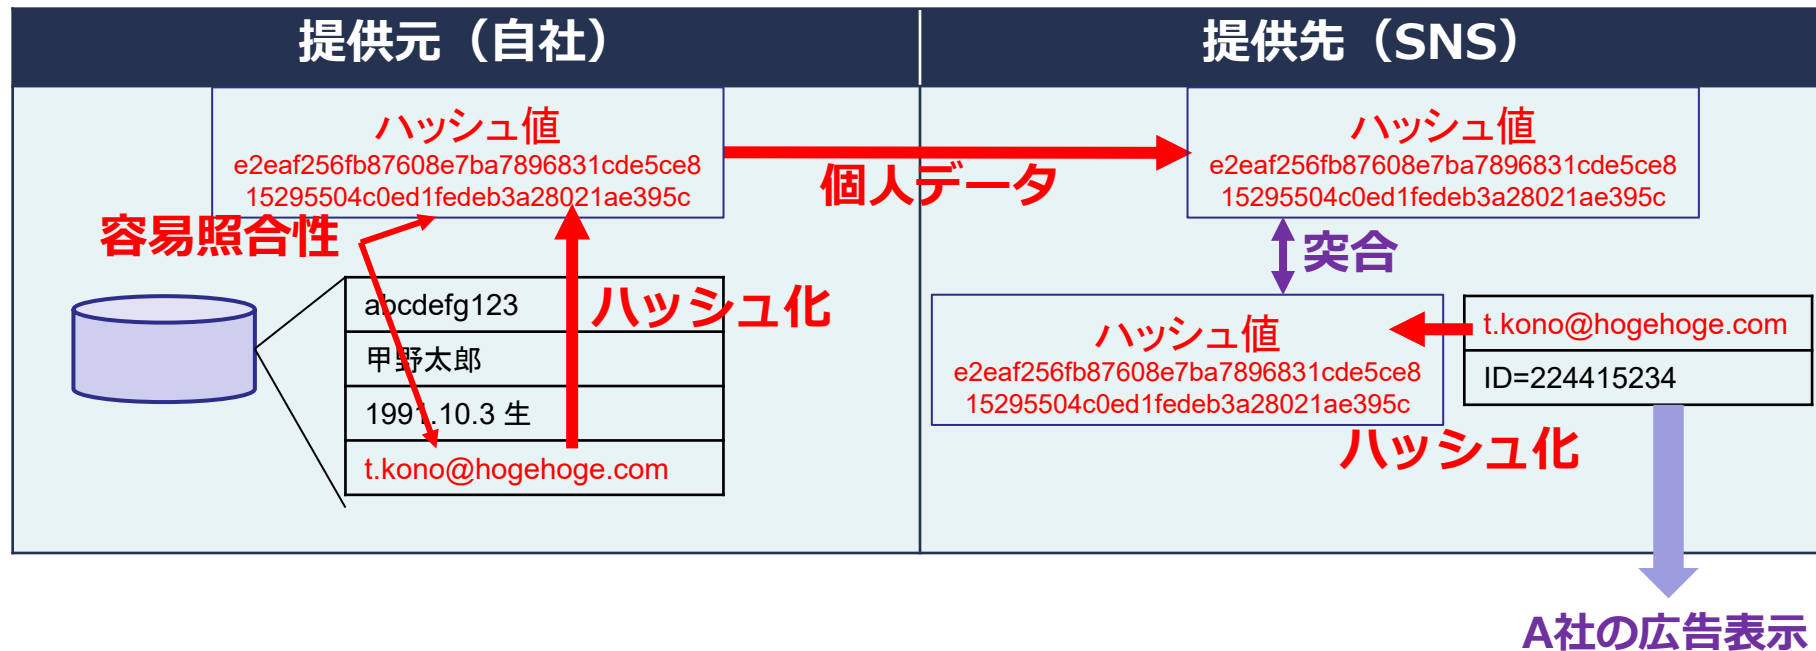 提供元（自社）
提供先（SNS）
ハッシュ値
e2eaf256fb87608e7ba7896831cde5ce8
15295504c0ed1fedeb3a28021ae395c
個人データ
ハッシュ値
e2eaf256fb87608e7ba7896831cde5ce8
15295504c0ed1fedeb3a28021ae395c
容易照合性
突合
abcdefg123
ハッシュ化
甲野太郎
1991.10.3 生
t.kono@hogehoge.com
ハッシュ値
e2eaf256fb87608e7ba7896831cde5ce8
15295504c0ed1fedeb3a28021ae395c
t.kono@hogehoge.com
ID=224415234
ハッシュ化
A社の広告表示